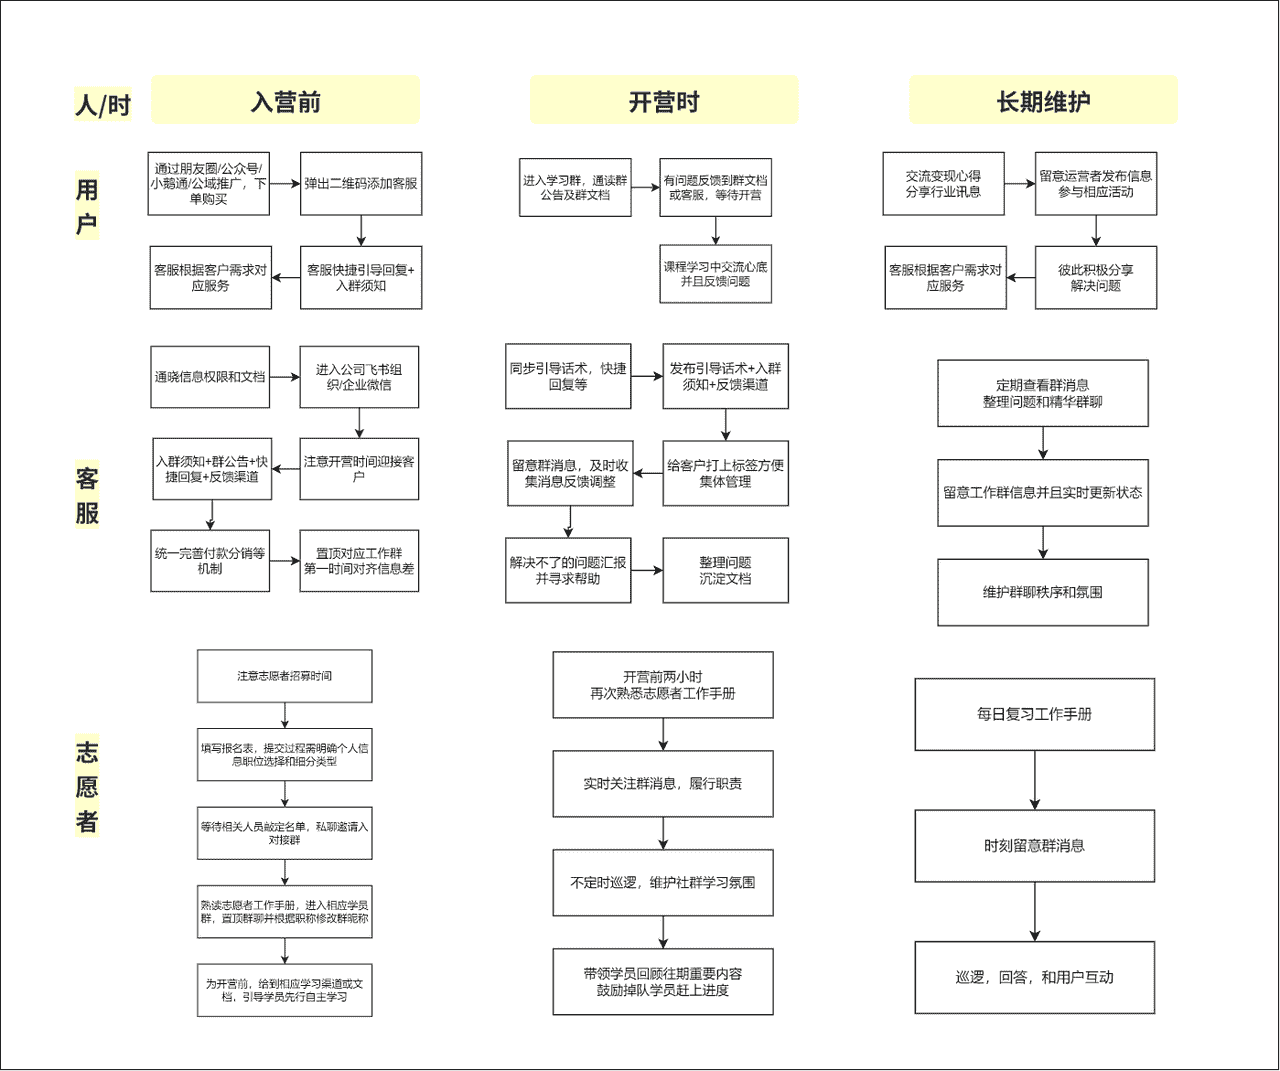 人/时
入营前
开营时
长期维护
用
户
通过朋友圈/公众号/
小鹅通/公域推广，下
单购买
弹出二维码添加客服
客服快捷引导回复+
入群须知
客服根据客户需求对
应服务
进入学习群，通读群
公告及群文档
有问题反馈到群文档
或客服，等待开营
课程学习中交流心底
并且反馈问题
交流变现心得
分享行业讯息
留意运营者发布信息
参与相应活动
彼此积极分享
解决问题
客服根据客户需求对
应服务
客
服
通晓信息权限和文档
进入公司飞书组
织/企业微信
注意开营时间迎接客
户
入群须知+群公告+快
捷回复+反馈渠道
统一完善付款分销等
机制
置顶对应工作群
第一时间对齐信息差
同步引导话术，快捷
回复等
发布引导话术+入群
须知+反馈渠道
给客户打上标签方便
集体管理
留意群消息，及时收
集消息反馈调整
解决不了的问题汇报
并寻求帮助
整理问题
沉淀文档
定期查看群消息
整理问题和精华群聊
留意工作群信息并且实时更新状态
维护群聊秩序和氛围
志
愿
者
注意志愿者招募时间
填写报名表，提交过程需明确个人信
息职位选择和细分类型
等待相关人员敲定名单，私聊邀请入
对接群
熟读志愿者工作手册，进入相应学员
群，置顶群聊并根据职称修改群昵称
为开营前，给到相应学习渠道或文
档，引导学员先行自主学习
开营前两小时
再次熟悉志愿者工作手册
实时关注群消息，履行职责
不定时巡逻，维护社群学习氛围
带领学员回顾往期重要内容
鼓励掉队学员赶上进度
每日复习工作手册
时刻留意群消息
巡逻，回答，和用户互动